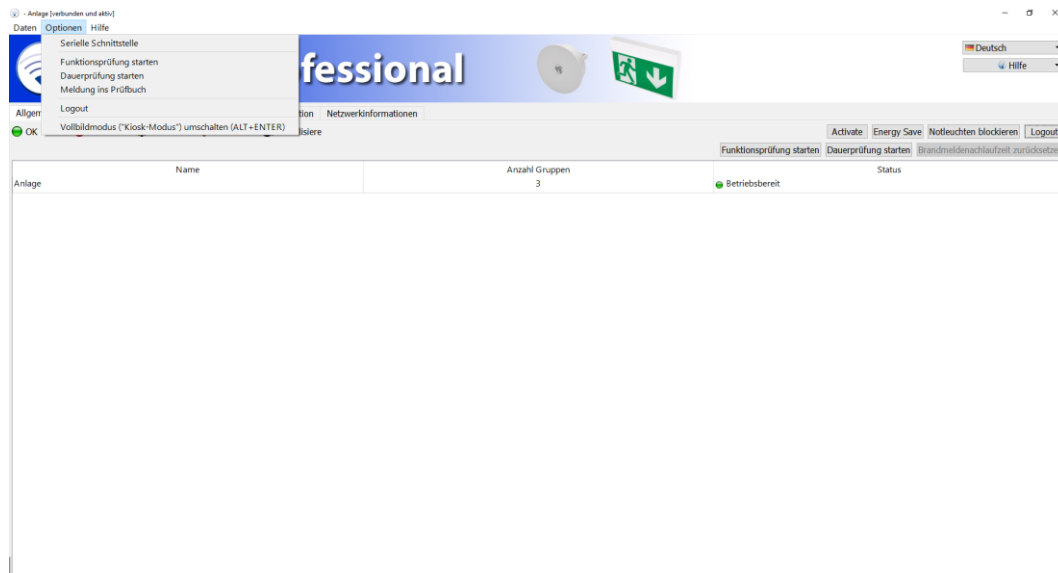 - Anlage [verbunden und aktiv]
Daten Optionen Hilfe
Serielle Schnittstelle
Funktionsprüfung starten
Dauerprüfung starten
Meldung ins Prüfbuch
Logout
Vollbildmodus ("Kiosk-Modus") umschalten (ALT+ENTER)
fessional
Deutsch
Hilfe
Allgem
tion Netzwerkinformationen
OK
lisiere
Activate Energy Save Notleuchten blockieren Logout
Funktionsprüfung starten Dauerprüfung starten Brandmeldenachlaufzeit zurücksetze
Name Anzahl Gruppen Status
Anlage 3 Betriebsbereit